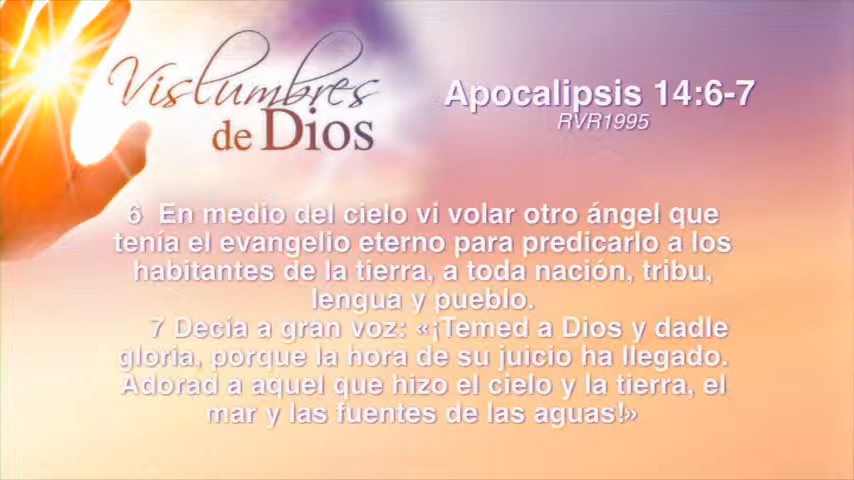 Vislumbres
de Dios
Apocalipsis 14:6-7
RVR1995
6 En medio del cielo vi volar otro ángel que
tenía el evangelio eterno para predicarlo a los
habitantes de la tierra, a toda nación, tribu,
lengua y pueblo.
7 Decía a gran voz: «¡Temed a Dios y dadle
gloria, porque la hora de su juicio ha llegado.
Adorad a aquel que hizo el cielo y la tierra, el
mar y las fuentes de las aguas!»